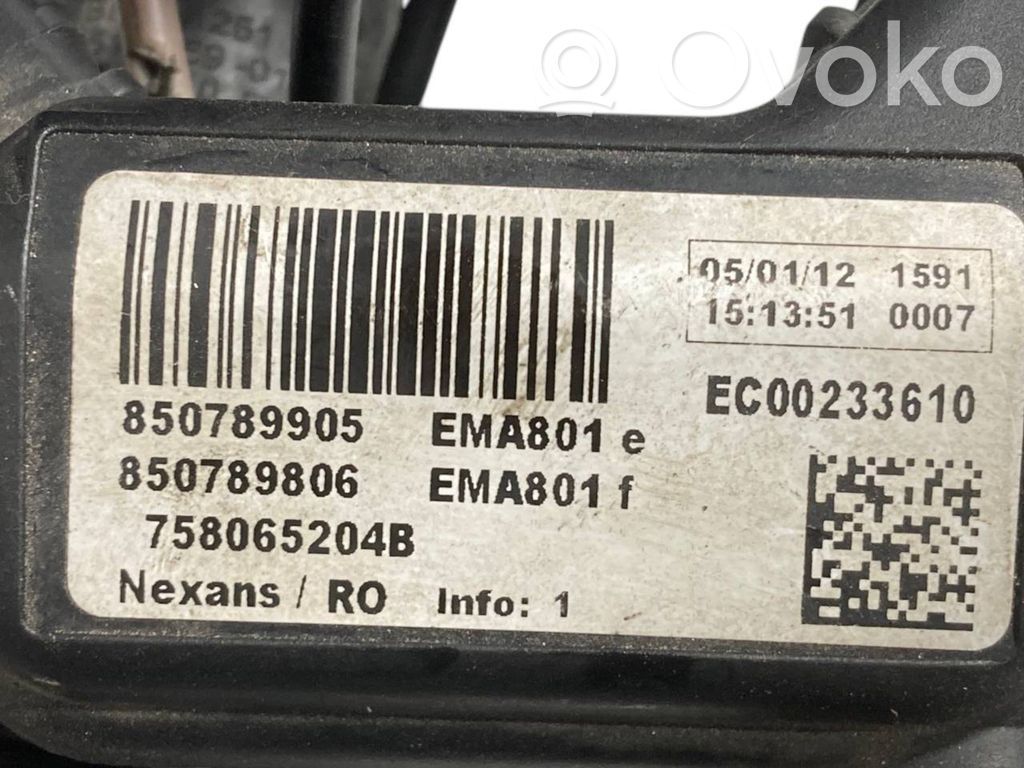 Ovoko
05/01/12 1591
15:13:51 0007
EC00233610
850789905 EMA801 e
850789806 EMA801 f
758065204B
Nexans / RO Info: 1